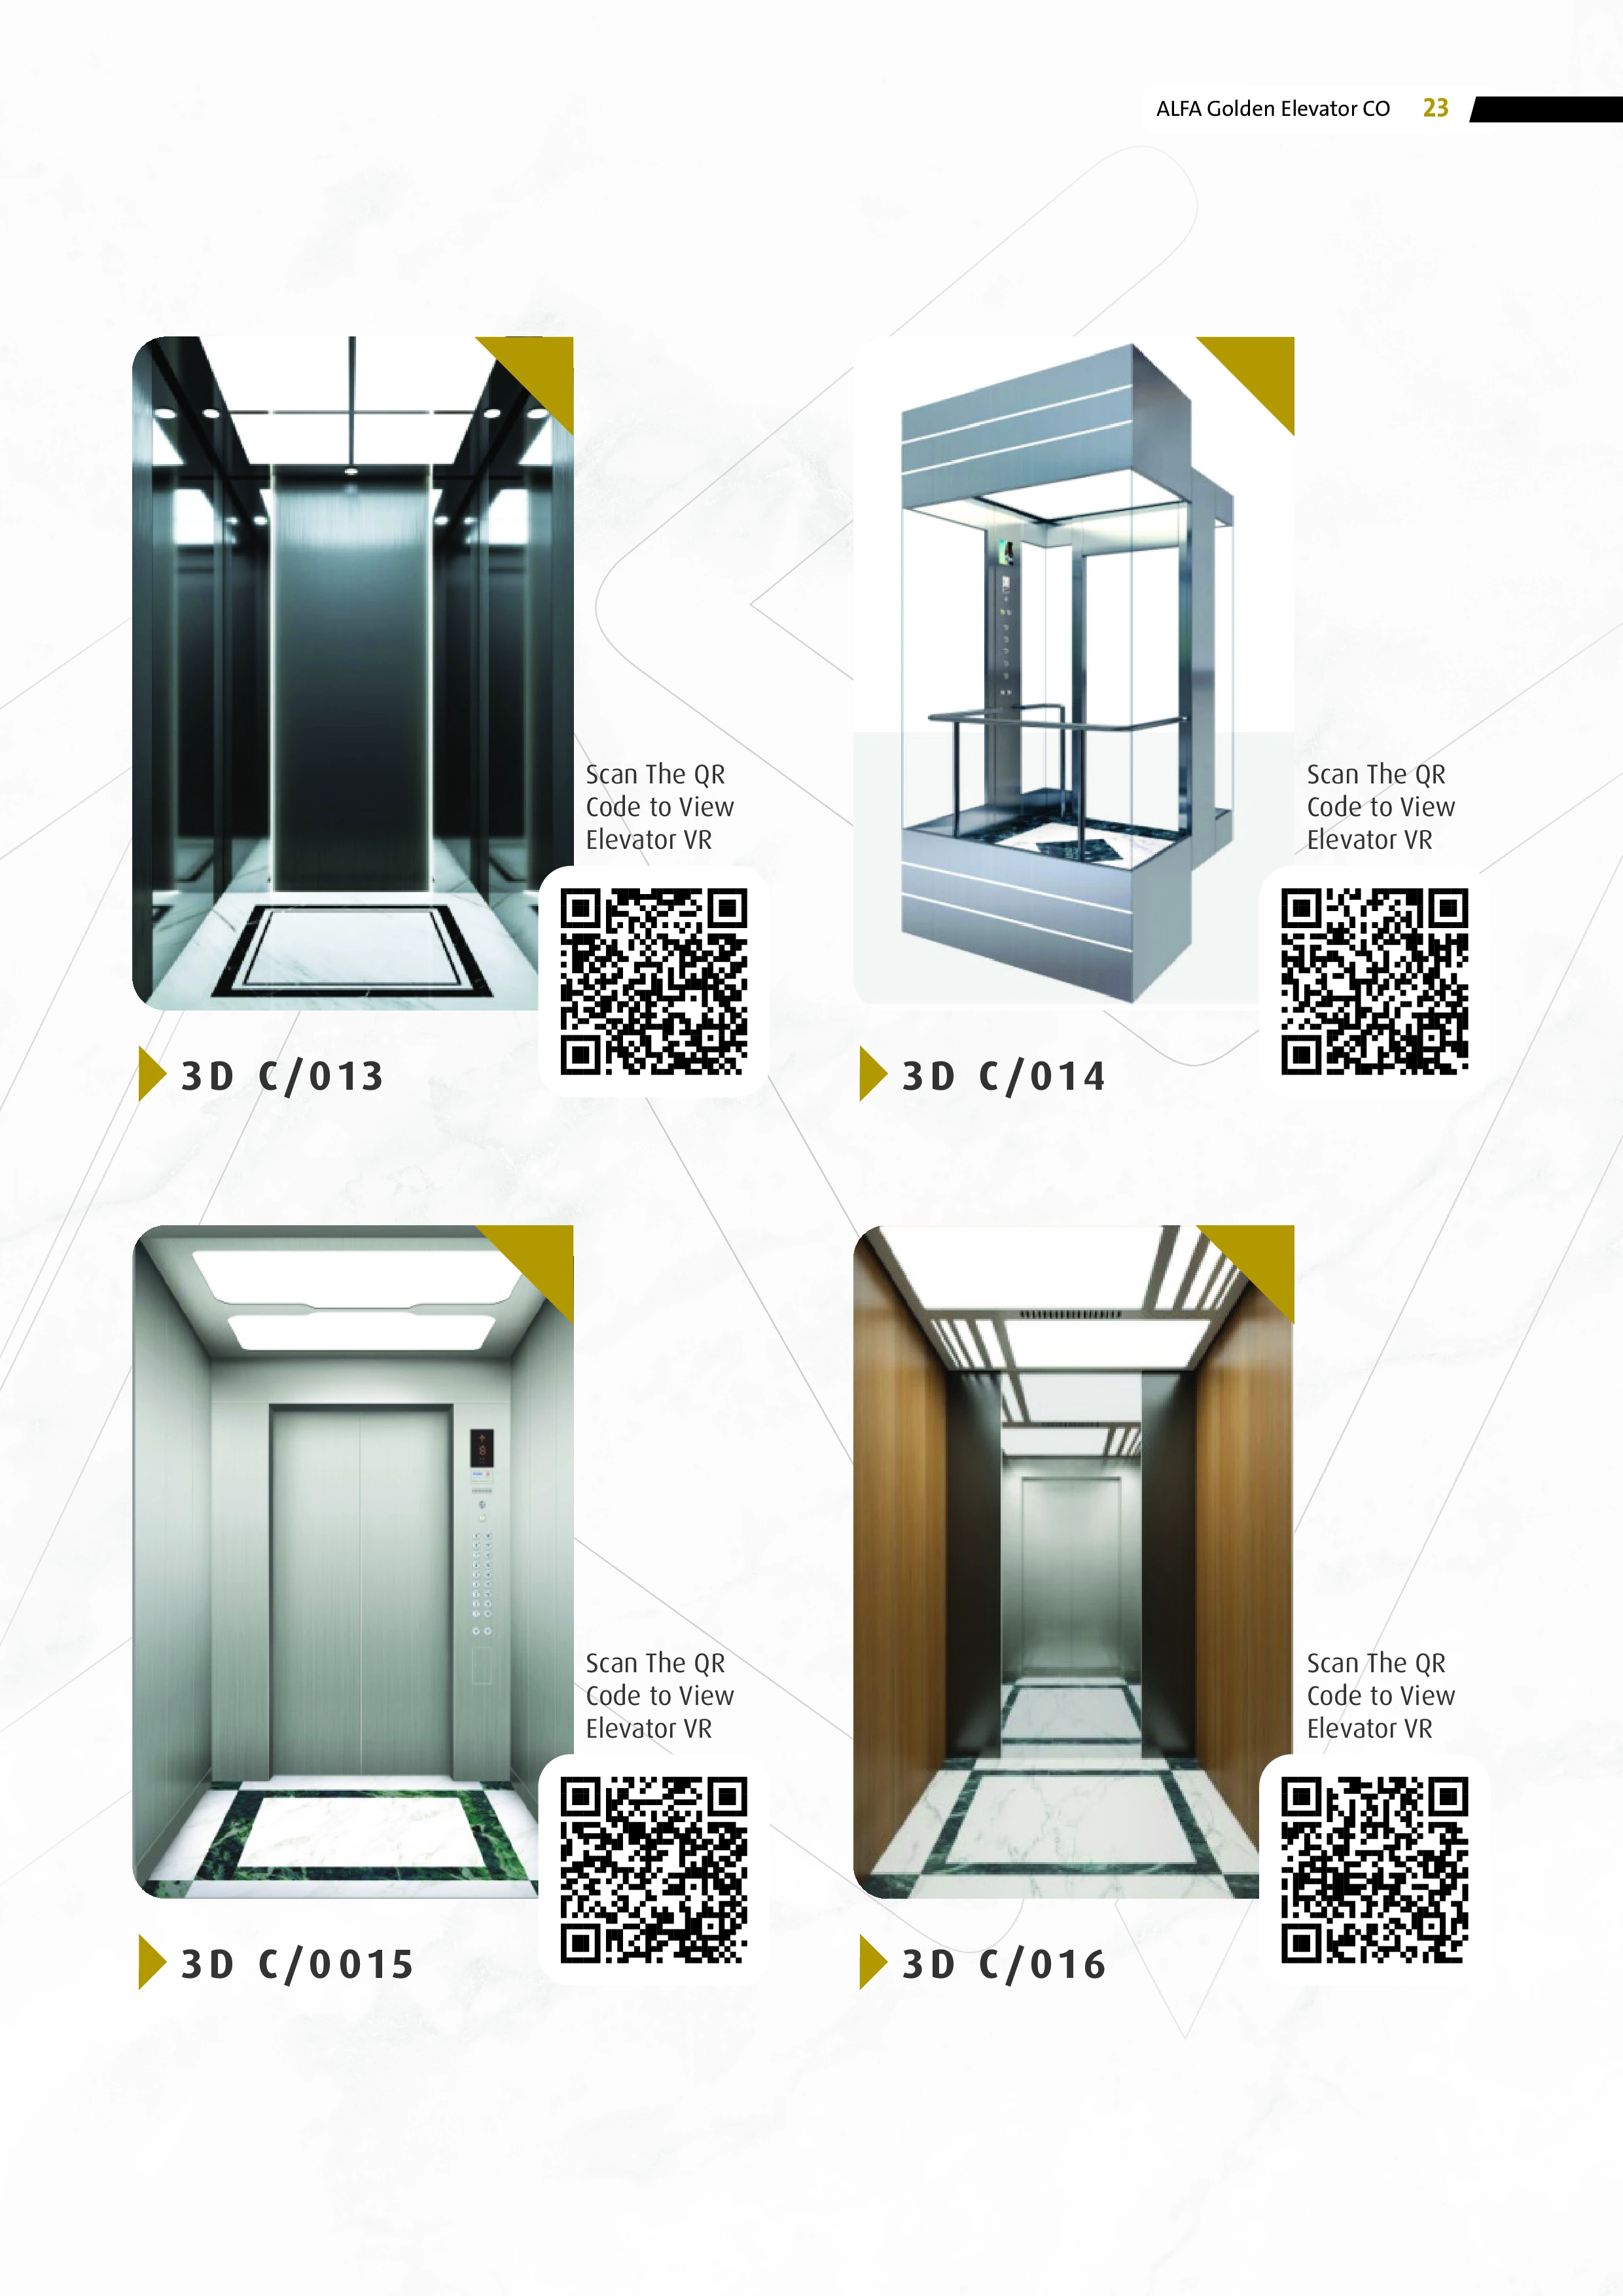 ALFA Golden Elevator CO 23
Scan The QR
Code to View
Elevator VR
3D C/013
Scan The QR
Code to View
Elevator VR
3D C/014
Scan The QR
Code to View
Elevator VR
3D C/0015
Scan The QR
Code to View
Elevator VR
3D C/016